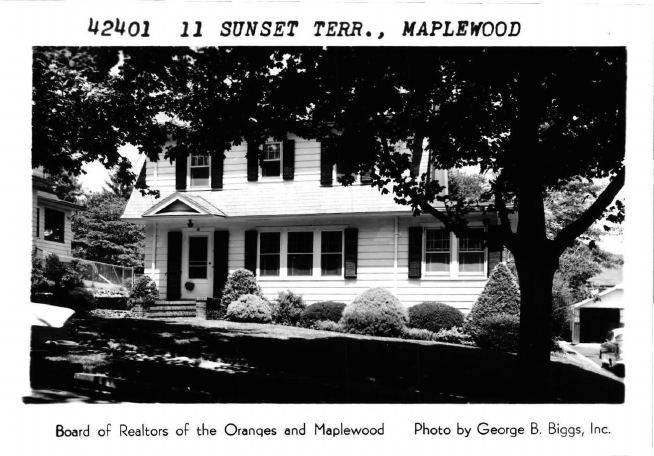 42401 11 SUNSET TERR., MAPLEWOOD
Board of Realtors of the Oranges and Maplewood Photo by George B. Biggs, Inc.